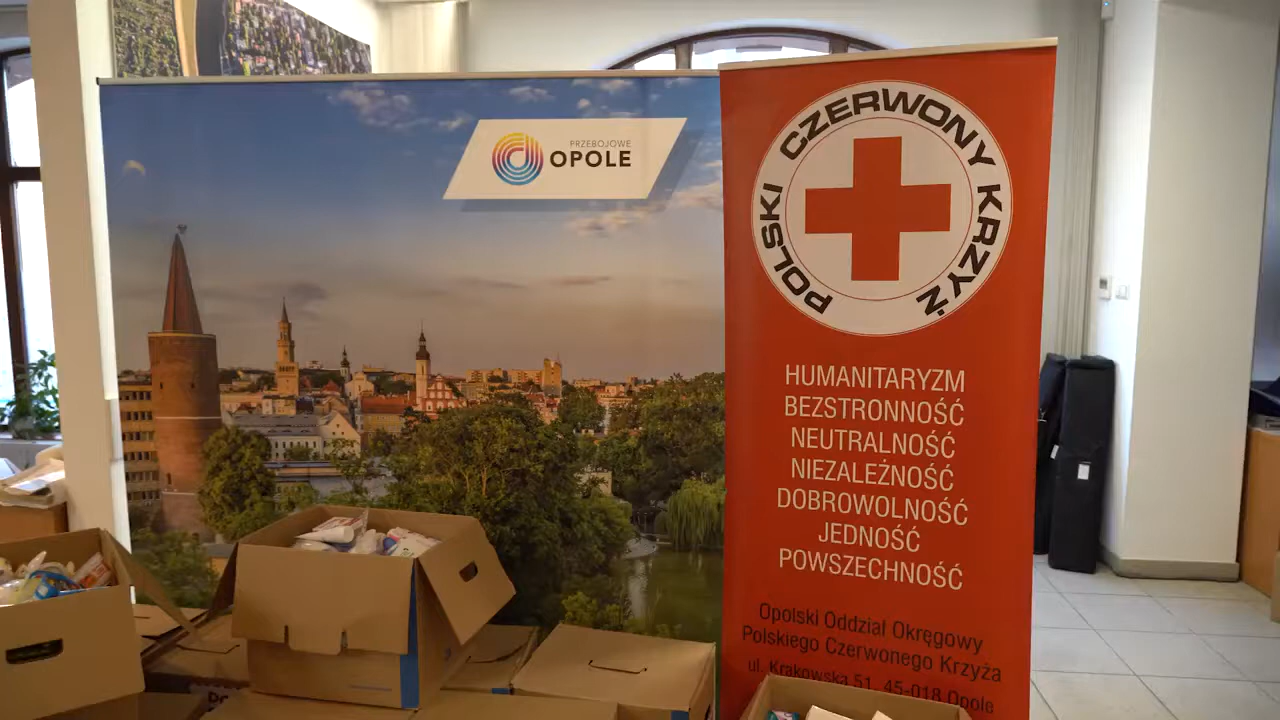 PRZEBOJOWE
OPOLE
POLSKI CZERWONY KRZYŻ
HUMANITARYZM
BEZSTRONNOŚĆ
NEUTRALNOŚĆ
NIEZALEŻNOŚĆ
DOBROWOLNOŚĆ
JEDNOŚĆ
POWSZECHNOŚĆ
Opolski Oddział Okręgowy
Polskiego Czerwonego Krzyża
ul. Krakowska 51, 45-018 Opole